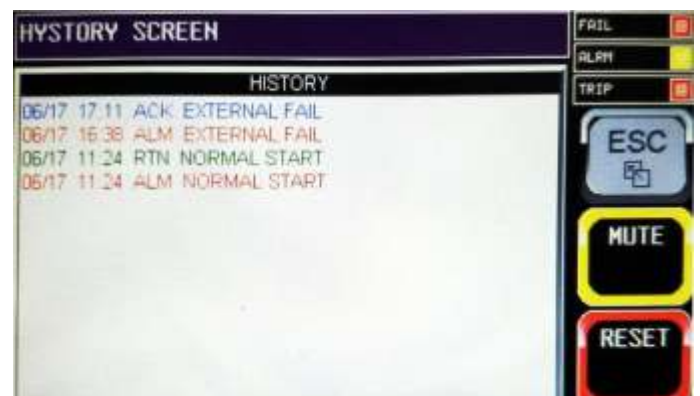 HYSTORY SCREEN
FAIL
ALRM
TRIP
HISTORY
06/17 17:11 ACK EXTERNAL FAIL
06/17 16:38 ALM EXTERNAL FAIL
06/17 11:24 RTN NORMAL START
06/17 11:24 ALM NORMAL START
ESC
MUTE
RESET